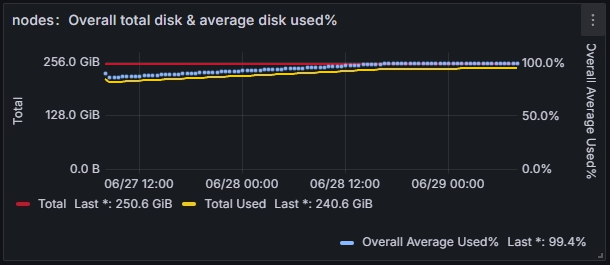 nodes: Overall total disk & average disk used%
256.0 GiB
128.0 GiB
0.0 B
Total
100.0%
50.0%
0.0%
Overall Average Used%
06/27 12:00 06/28 00:00 06/28 12:00 06/29 00:00
Total Last *: 250.6 GiB Total Used Last *: 240.6 GiB
Overall Average Used% Last *: 99.4%